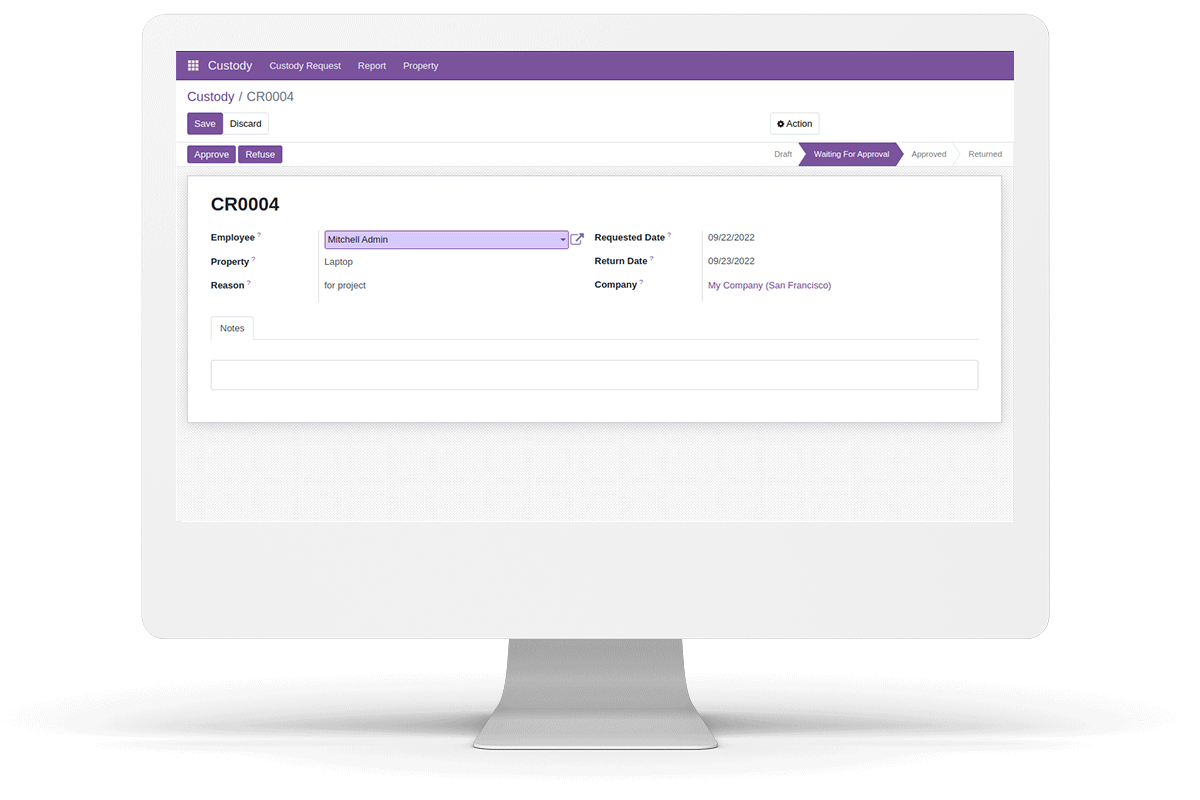 Custody Custody Request Report Property
Custody / CR0004
Save Discard Action
Approve Refuse Draft Waiting For Approval Approved Returned
CR0004
Employee ? Mitchell Admin Requested Date ? 09/22/2022
Property ? Laptop Return Date ? 09/23/2022
Reason ? for project Company ? My Company (San Francisco)
Notes